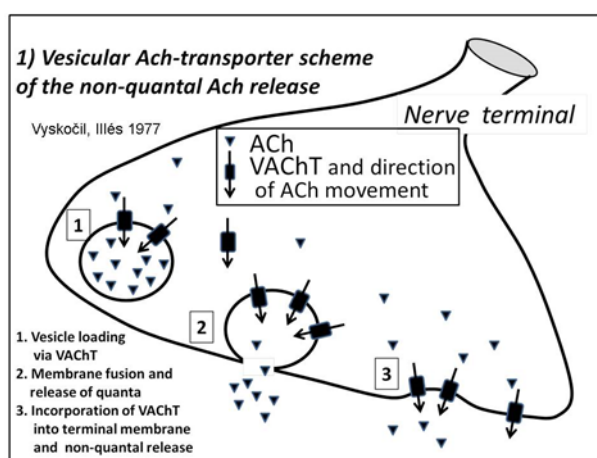 1) Vesicular Ach-transporter scheme
of the non-quantal Ach release
Vyskočil, Illés 1977
Nerve terminal
ACh
VAChT and direction
of ACh movement
1
2
3
1. Vesicle loading
via VAChT
2. Membrane fusion and
release of quanta
3. Incorporation of VAChT
into terminal membrane
and non-quantal release